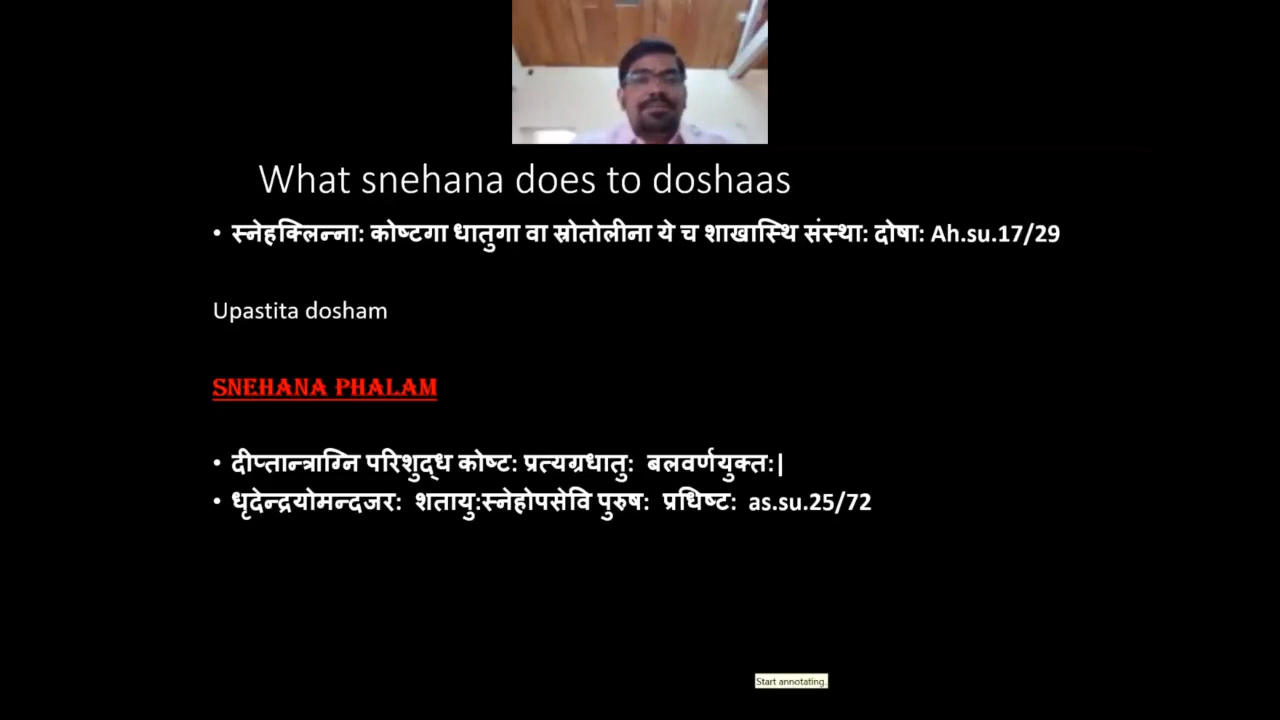 What snehana does to doshaas
• स्नेहक्लिन्ना: कोष्टगा धातुगा वा स्रोतोलीना ये च शाखास्थि संस्था: दोषा: Ah.su.17/29
Upastita dosham
SNEHANA PHALAM
• दीप्तान्त्राग्नि परिशुद्ध कोष्ट: प्रत्यग्रधातु: बलवर्णयुक्त:|
• धृदेन्द्रयोमन्दजर: शतायु:स्नेहोपसेवि पुरुष: प्रधिष्ट: as.su.25/72
Start annotating.